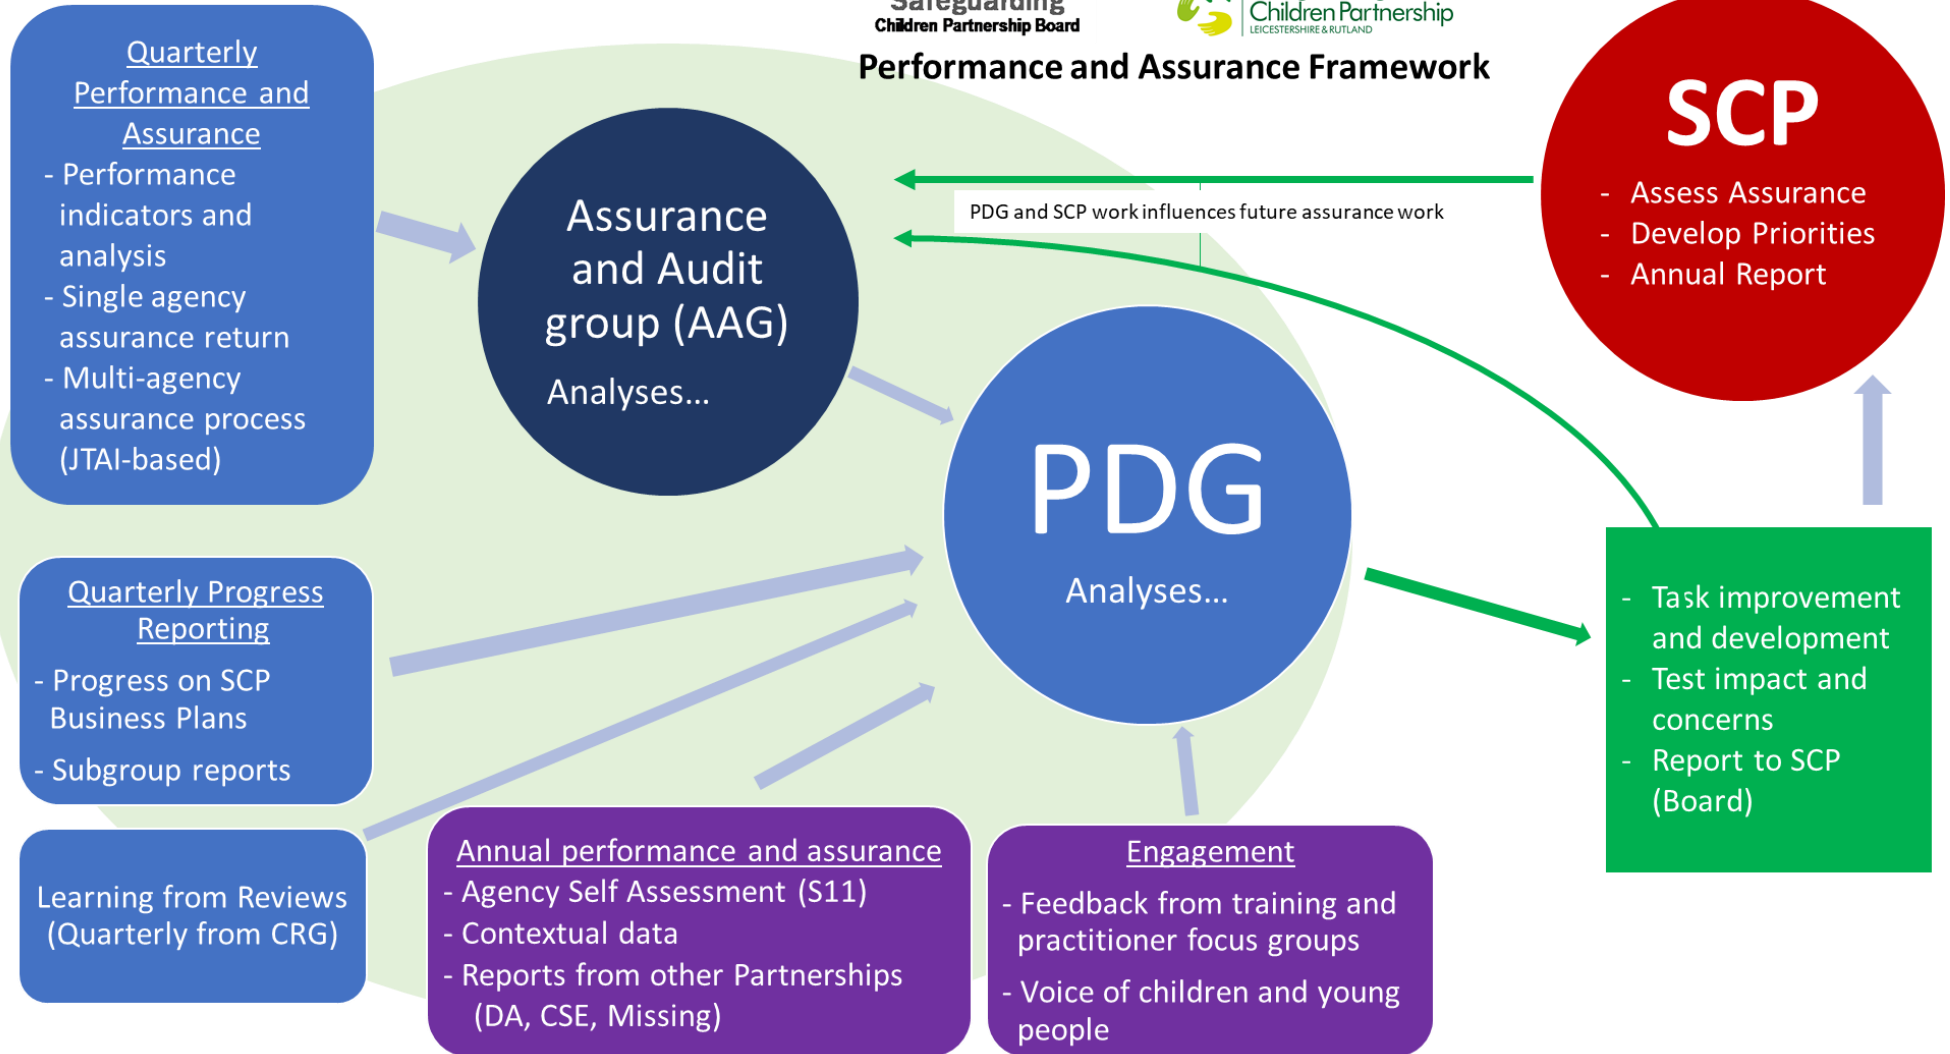 Safeguarding
Children Partnership Board
Children Partnership
LEICESTERSHIRE & RUTLAND
Performance and Assurance Framework
Quarterly
Performance and
Assurance
- Performance
indicators and
analysis
- Single agency
assurance return
- Multi-agency
assurance process
(JTAI-based)
Assurance
and Audit
group (AAG)
Analyses...
SCP
- Assess Assurance
- Develop Priorities
- Annual Report
PDG and SCP work influences future assurance work
PDG
Analyses...
Quarterly Progress
Reporting
- Progress on SCP
Business Plans
- Subgroup reports
- Task improvement
and development
- Test impact and
concerns
- Report to SCP
(Board)
Learning from Reviews
(Quarterly from CRG)
Annual performance and assurance
- Agency Self Assessment (S11)
- Contextual data
- Reports from other Partnerships
(DA, CSE, Missing)
Engagement
- Feedback from training and
practitioner focus groups
- Voice of children and young
people